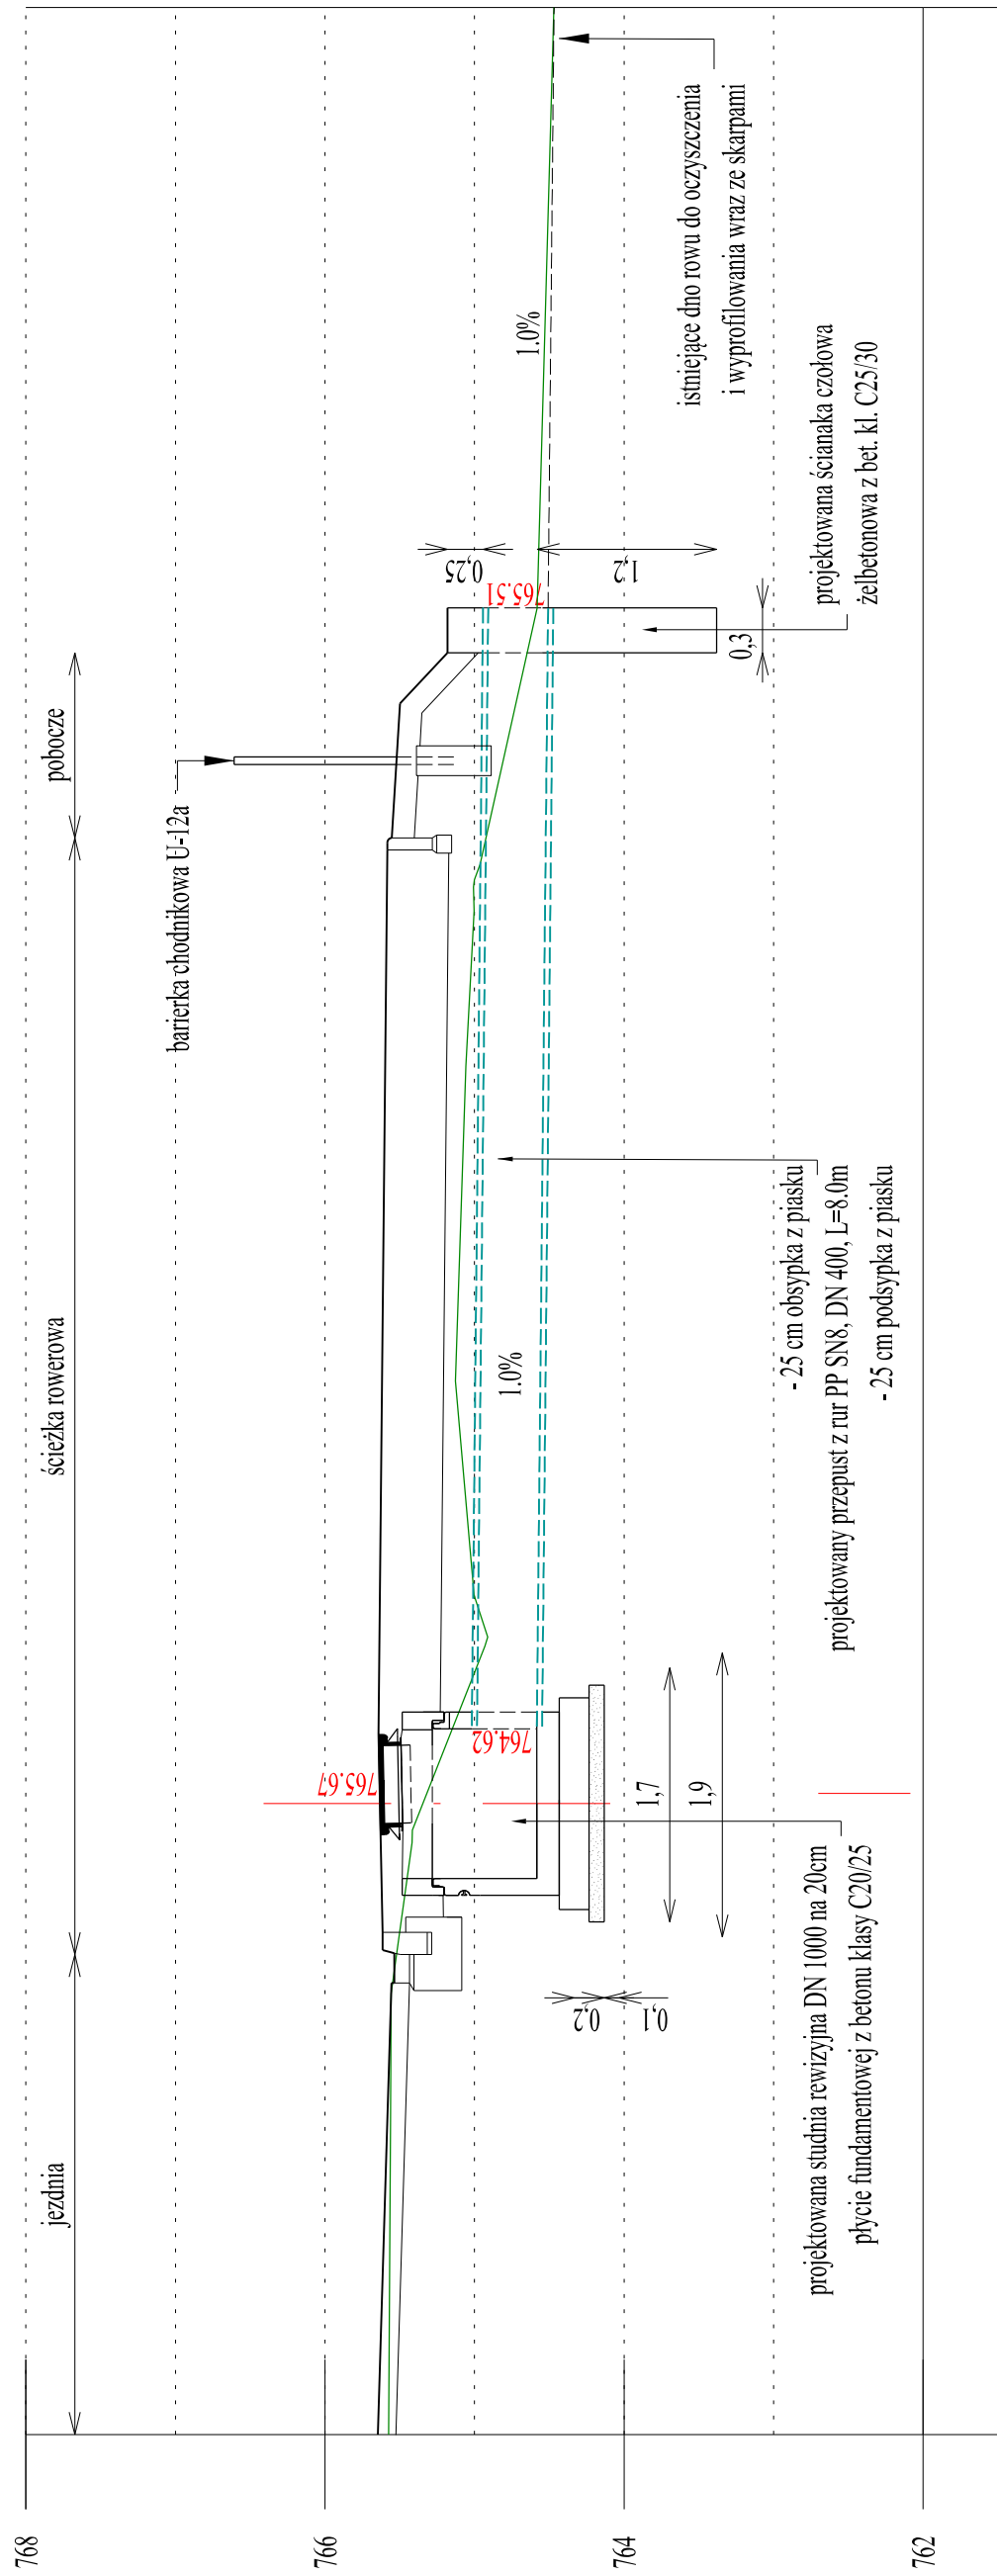 768
766
764
762
jezdnia
ścieżka rowerowa
pobocze
barierka chodnikowa U-12a
765.67
764.62
765.51
0,25
1,2
0,3
1.0%
1.0%
1,7
1,9
0,2
0,1
istniejące dno rowu do oczyszczenia
i wyprofilowania wraz ze skarpami
projektowana ścianaka czołowa
żelbetonowa z bet. kl. C25/30
- 25 cm obsypka z piasku
projektowany przepust z rur PP SN8, DN 400, L=8.0m
- 25 cm podsypka z piasku
projektowana studnia rewizyjna DN 1000 na 20cm
płycie fundamentowej z betonu klasy C20/25